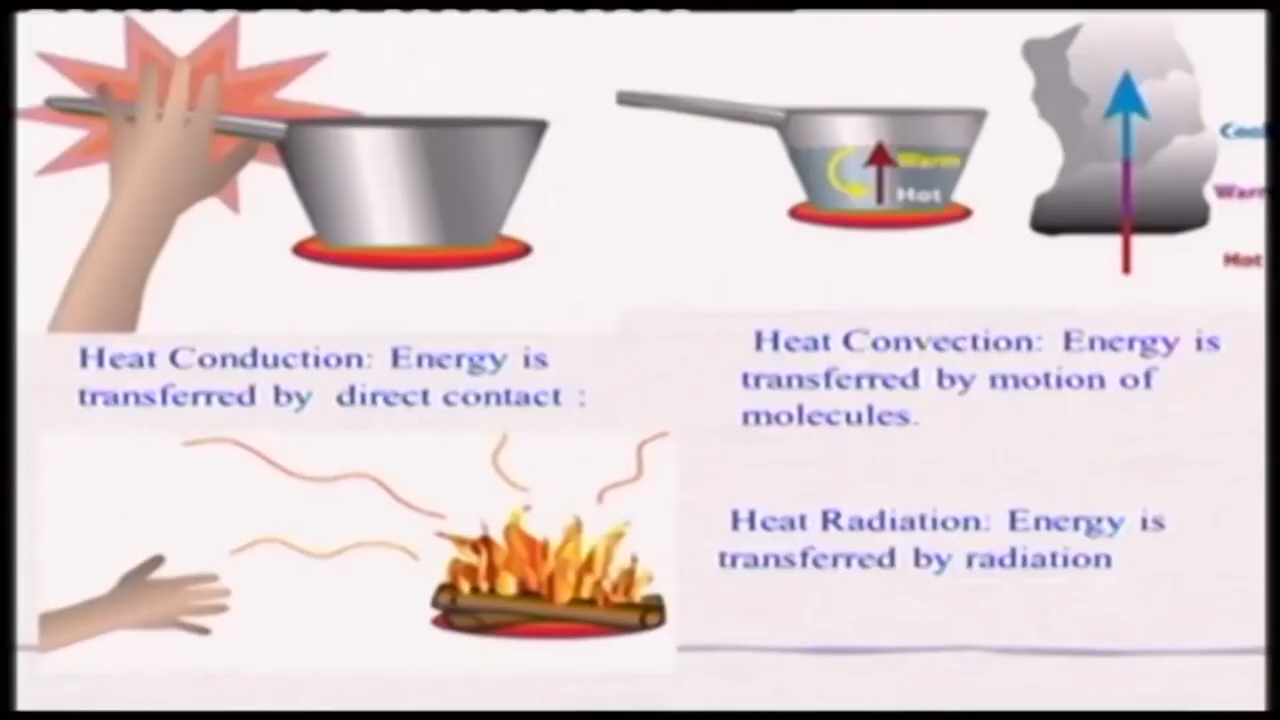 Warm
Hot
Cool
Warm
Hot
Heat Conduction: Energy is
transferred by direct contact :
Heat Convection: Energy is
transferred by motion of
molecules.
Heat Radiation: Energy is
transferred by radiation